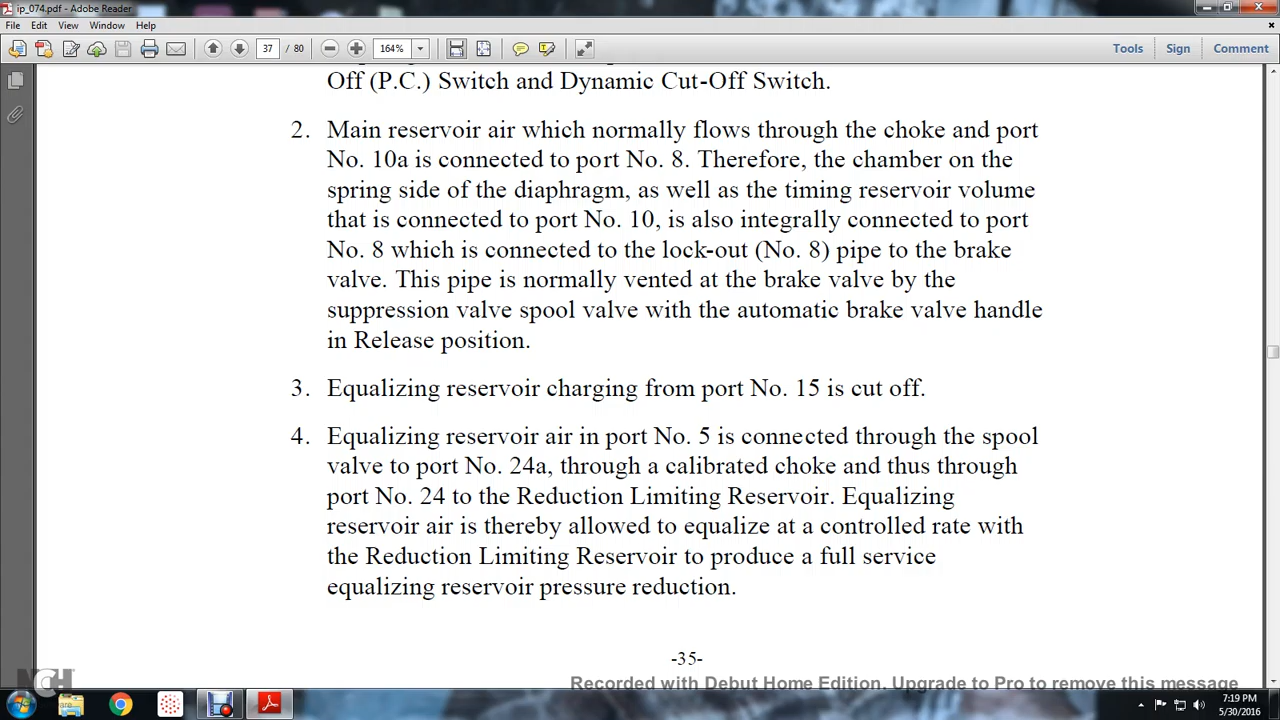 ip_074.pdf - Adobe Reader
File Edit View Window Help
37 / 80 164% Tools Sign Comment
Off (P.C.) Switch and Dynamic Cut-Off Switch.
2. Main reservoir air which normally flows through the choke and port
No. 10a is connected to port No. 8. Therefore, the chamber on the
spring side of the diaphragm, as well as the timing reservoir volume
that is connected to port No. 10, is also integrally connected to port
No. 8 which is connected to the lock-out (No. 8) pipe to the brake
valve. This pipe is normally vented at the brake valve by the
suppression valve spool valve with the automatic brake valve handle
in Release position.
3. Equalizing reservoir charging from port No. 15 is cut off.
4. Equalizing reservoir air in port No. 5 is connected through the spool
valve to port No. 24a, through a calibrated choke and thus through
port No. 24 to the Reduction Limiting Reservoir. Equalizing
reservoir air is thereby allowed to equalize at a controlled rate with
the Reduction Limiting Reservoir to produce a full service
equalizing reservoir pressure reduction.
-35-
NCH
Recorded with Debut Home Edition. Upgrade to Pro to remove this message
7:19 PM
5/30/2016